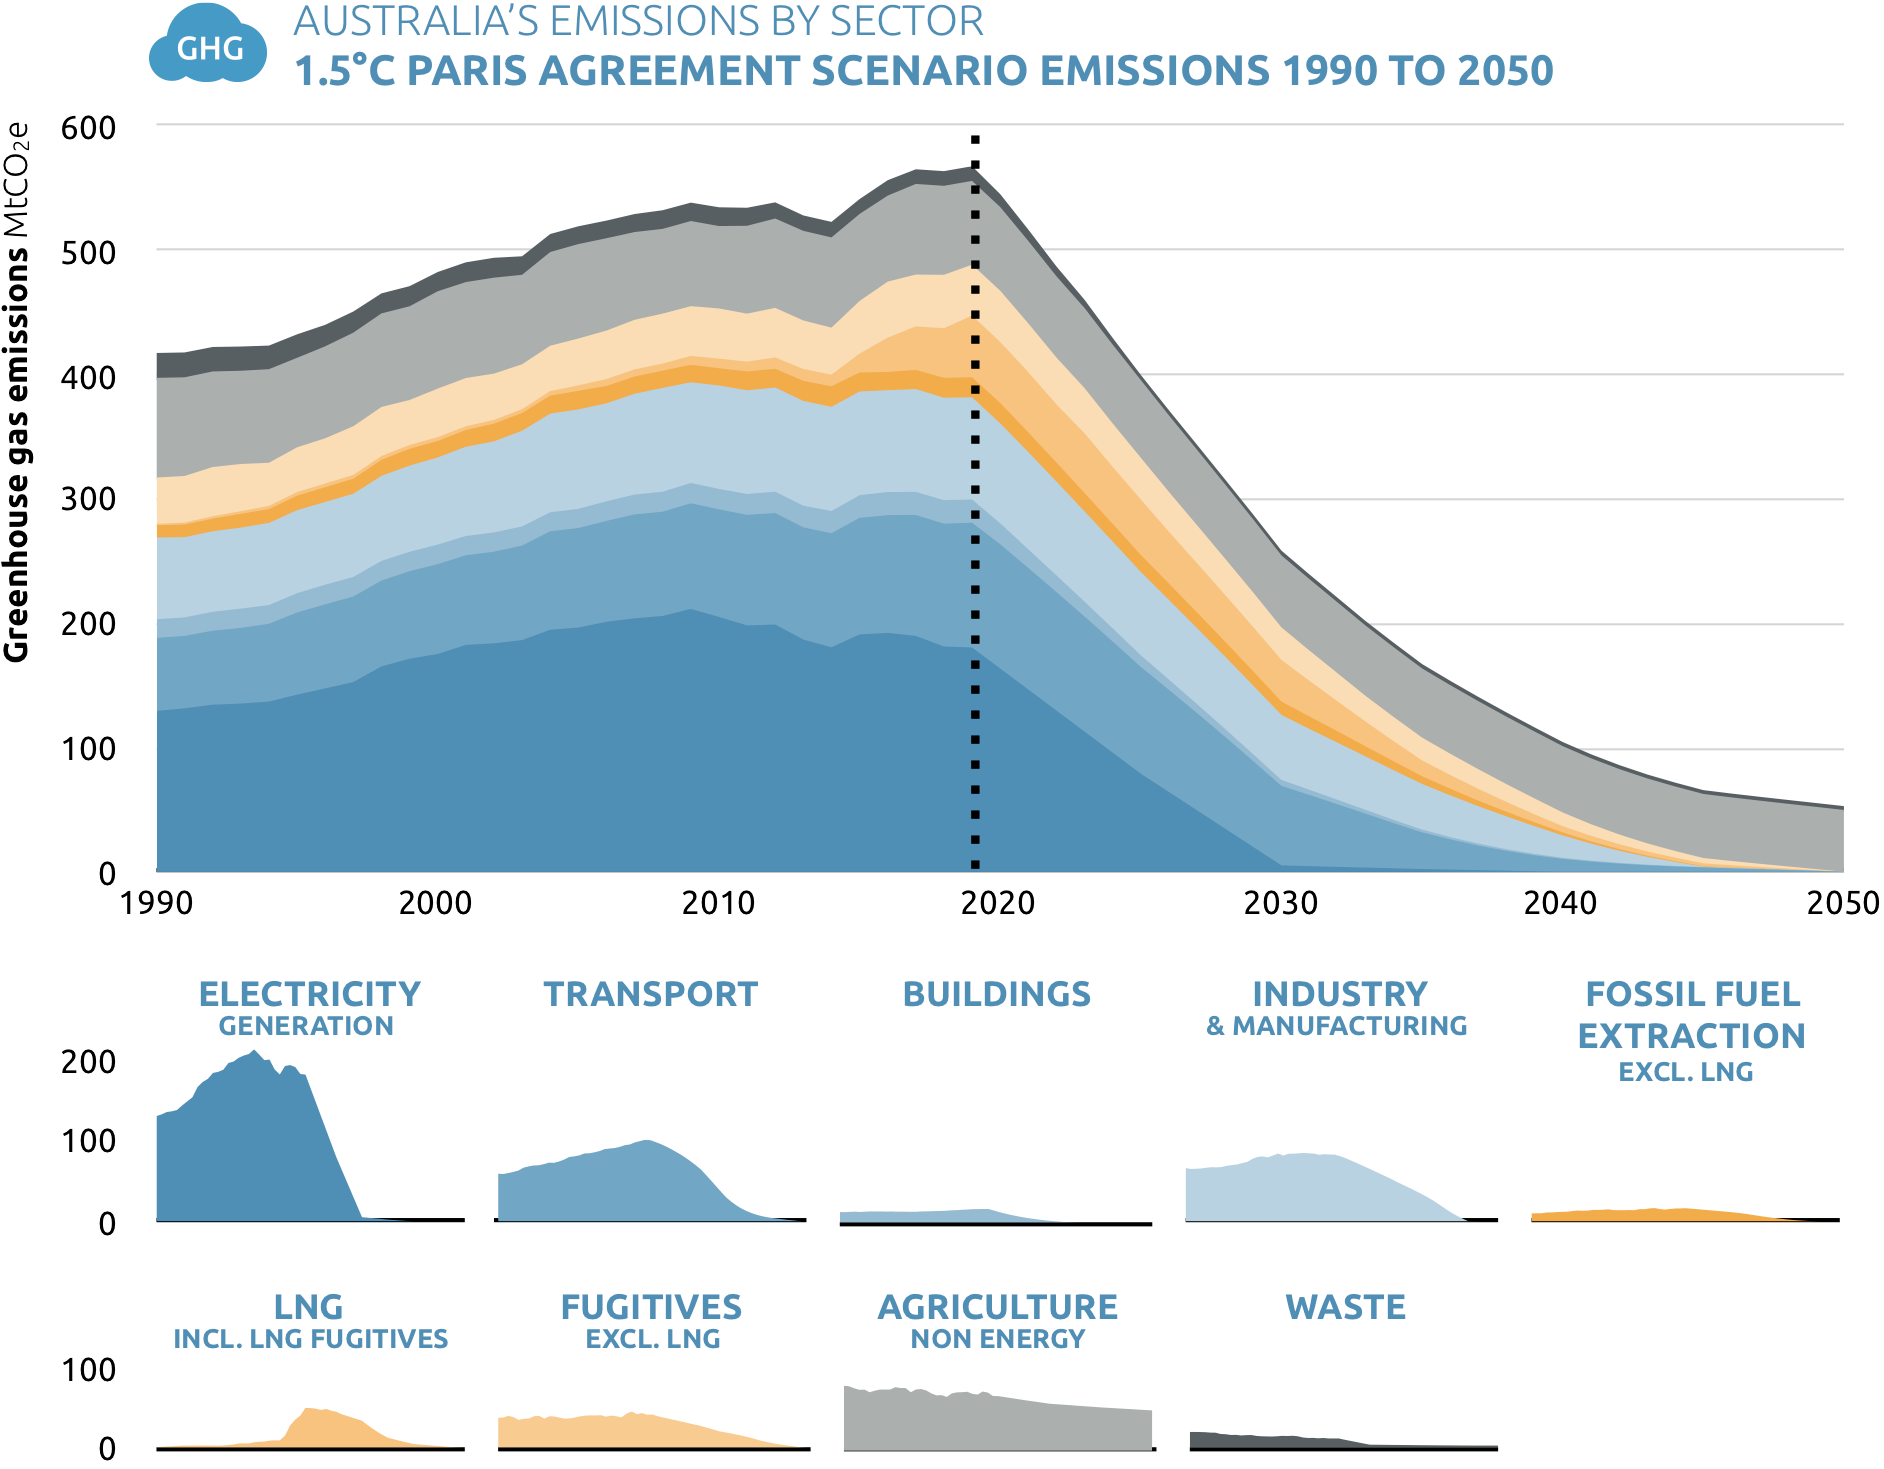 GHG
AUSTRALIA'S EMISSIONS BY SECTOR
1.5°C PARIS AGREEMENT SCENARIO EMISSIONS 1990 TO 2050
Greenhouse gas emissions MtCO₂e
600
500
400
300
200
100
0
1990 2000 2010 2020 2030 2040 2050
ELECTRICITY
GENERATION
TRANSPORT
BUILDINGS
INDUSTRY
& MANUFACTURING
FOSSIL FUEL
EXTRACTION
EXCL. LNG
200
100
0
LNG
INCL. LNG FUGITIVES
FUGITIVES
EXCL. LNG
AGRICULTURE
NON ENERGY
WASTE
100
0